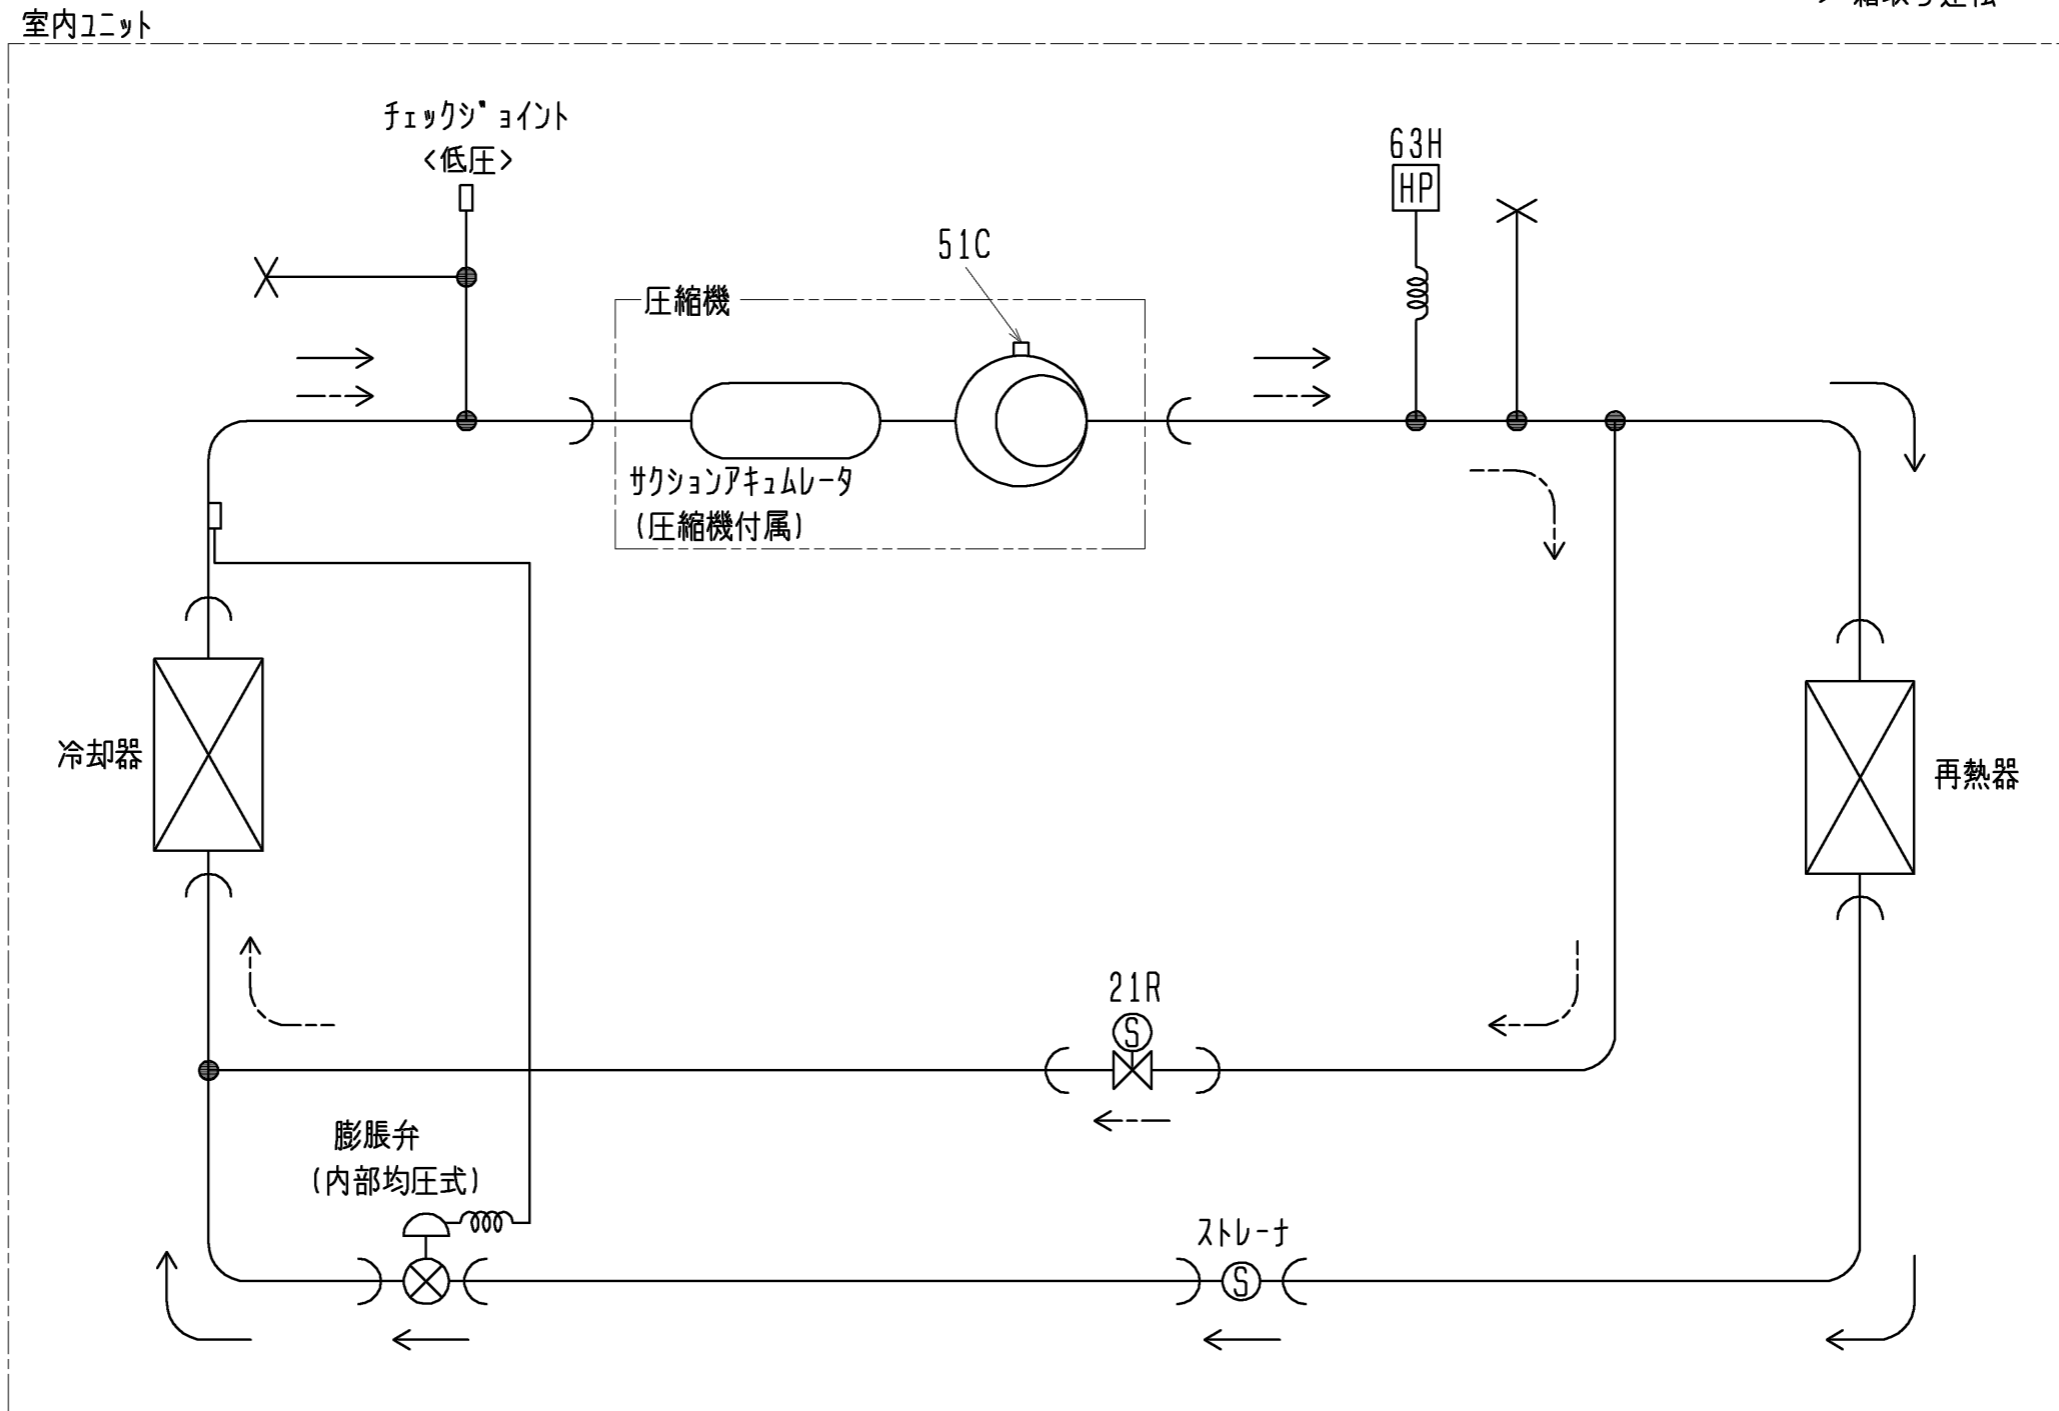 室内ユニット
チェックジョイント
<低圧>
63H
HP
51C
圧縮機
サクションアキュムレータ
(圧縮機付属)
冷却器
再熱器
21R
S
膨脹弁
(内部均圧式)
ストレーナ
S